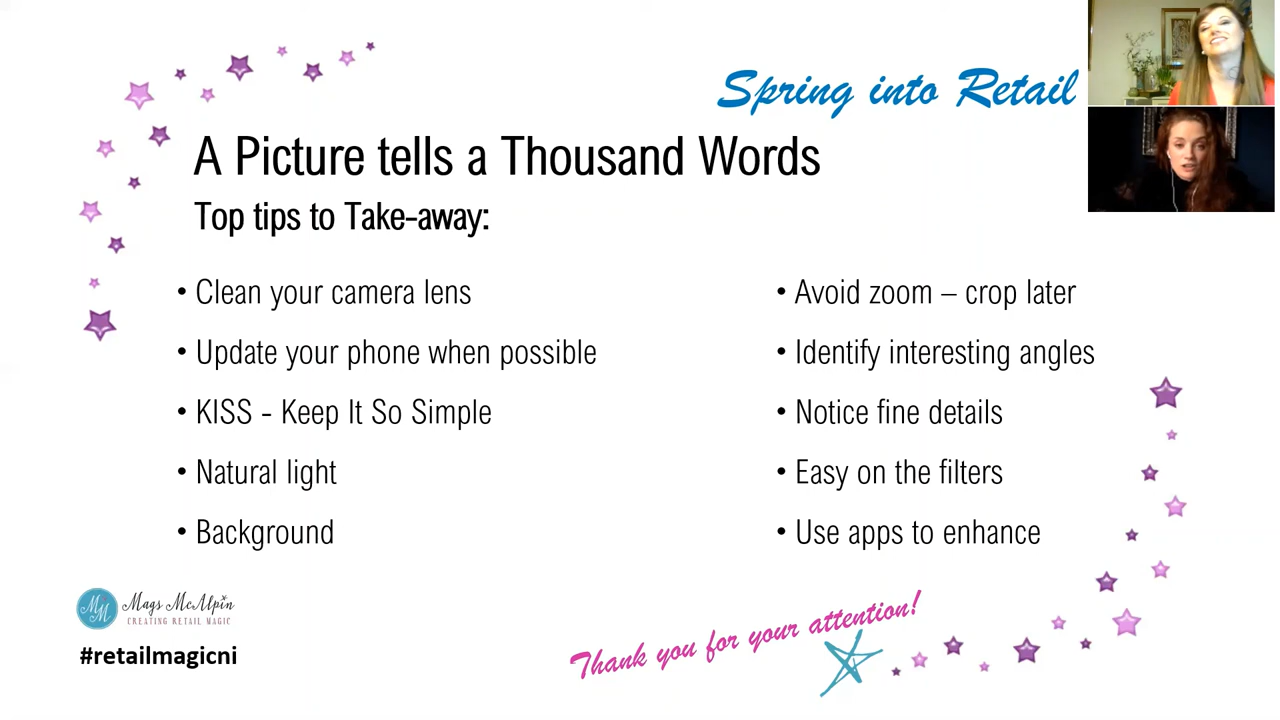 Spring into Retail
A Picture tells a Thousand Words
Top tips to Take-away:
• Clean your camera lens
• Update your phone when possible
• KISS - Keep It So Simple
• Natural light
• Background
• Avoid zoom – crop later
• Identify interesting angles
• Notice fine details
• Easy on the filters
• Use apps to enhance
MM
Mags McAlpin
CREATING RETAIL MAGIC
#retailmagicni
Thank you for your attention!